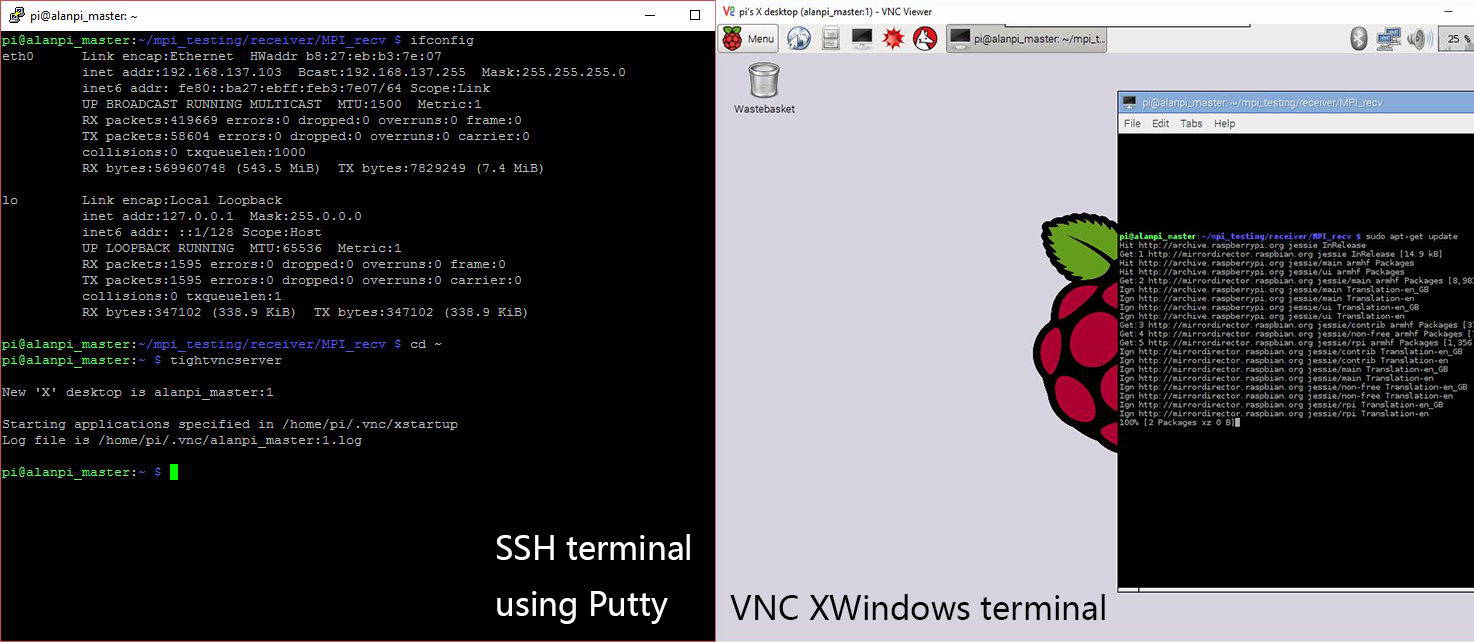 pi@alanpi_master: ~
pi@alanpi_master:~/mpi_testing/receiver/MPI_recv $ ifconfig
eth0      Link encap:Ethernet  HWaddr b8:27:eb:b3:7e:07
          inet addr:192.168.137.103  Bcast:192.168.137.255  Mask:255.255.255.0
          inet6 addr: fe80::ba27:ebff:feb3:7e07/64 Scope:Link
          UP BROADCAST RUNNING MULTICAST  MTU:1500  Metric:1
          RX packets:419669 errors:0 dropped:0 overruns:0 frame:0
          TX packets:58604 errors:0 dropped:0 overruns:0 carrier:0
          collisions:0 txqueuelen:1000
          RX bytes:569960748 (543.5 MiB)  TX bytes:7829249 (7.4 MiB)
lo        Link encap:Local Loopback
          inet addr:127.0.0.1  Mask:255.0.0.0
          inet6 addr: ::1/128 Scope:Host
          UP LOOPBACK RUNNING  MTU:65536  Metric:1
          RX packets:1595 errors:0 dropped:0 overruns:0 frame:0
          TX packets:1595 errors:0 dropped:0 overruns:0 carrier:0
          collisions:0 txqueuelen:1
          RX bytes:347102 (338.9 KiB)  TX bytes:347102 (338.9 KiB)
pi@alanpi_master:~/mpi_testing/receiver/MPI_recv $ cd ~
pi@alanpi_master:~ $ tightvncserver
New 'X' desktop is alanpi_master:1
Starting applications specified in /home/pi/.vnc/xstartup
Log file is /home/pi/.vnc/alanpi_master:1.log
pi@alanpi_master:~ $
SSH terminal
using Putty
pi's X desktop (alanpi_master:1) - VNC Viewer
Menu
pi@alanpi_master: ~/mpi_t...
25 %
Wastebasket
pi@alanpi_master: ~/mpi_testing/receiver/MPI_recv
File Edit Tabs Help
pi@alanpi_master:~/mpi_testing/receiver/MPI_recv $ sudo apt-get update
Hit http://archive.raspberrypi.org jessie InRelease
Get:1 http://mirrordirector.raspbian.org jessie InRelease [14.9 kB]
Hit http://archive.raspberrypi.org jessie/main armhf Packages
Hit http://archive.raspberrypi.org jessie/ui armhf Packages
Get:2 http://mirrordirector.raspbian.org jessie/main armhf Packages [8,98
Ign http://archive.raspberrypi.org jessie/main Translation-en_GB
Ign http://archive.raspberrypi.org jessie/main Translation-en
Ign http://archive.raspberrypi.org jessie/ui Translation-en_GB
Ign http://archive.raspberrypi.org jessie/ui Translation-en
Get:3 http://mirrordirector.raspbian.org jessie/contrib armhf Packages [3
Get:4 http://mirrordirector.raspbian.org jessie/non-free armhf Packages [
Get:5 http://mirrordirector.raspbian.org jessie/rpi armhf Packages [1,356
Ign http://mirrordirector.raspbian.org jessie/contrib Translation-en_GB
Ign http://mirrordirector.raspbian.org jessie/contrib Translation-en
Ign http://mirrordirector.raspbian.org jessie/main Translation-en_GB
Ign http://mirrordirector.raspbian.org jessie/main Translation-en
Ign http://mirrordirector.raspbian.org jessie/non-free Translation-en_GB
Ign http://mirrordirector.raspbian.org jessie/non-free Translation-en
Ign http://mirrordirector.raspbian.org jessie/rpi Translation-en_GB
Ign http://mirrordirector.raspbian.org jessie/rpi Translation-en
100% [2 Packages xz 0 B]
VNC XWindows terminal